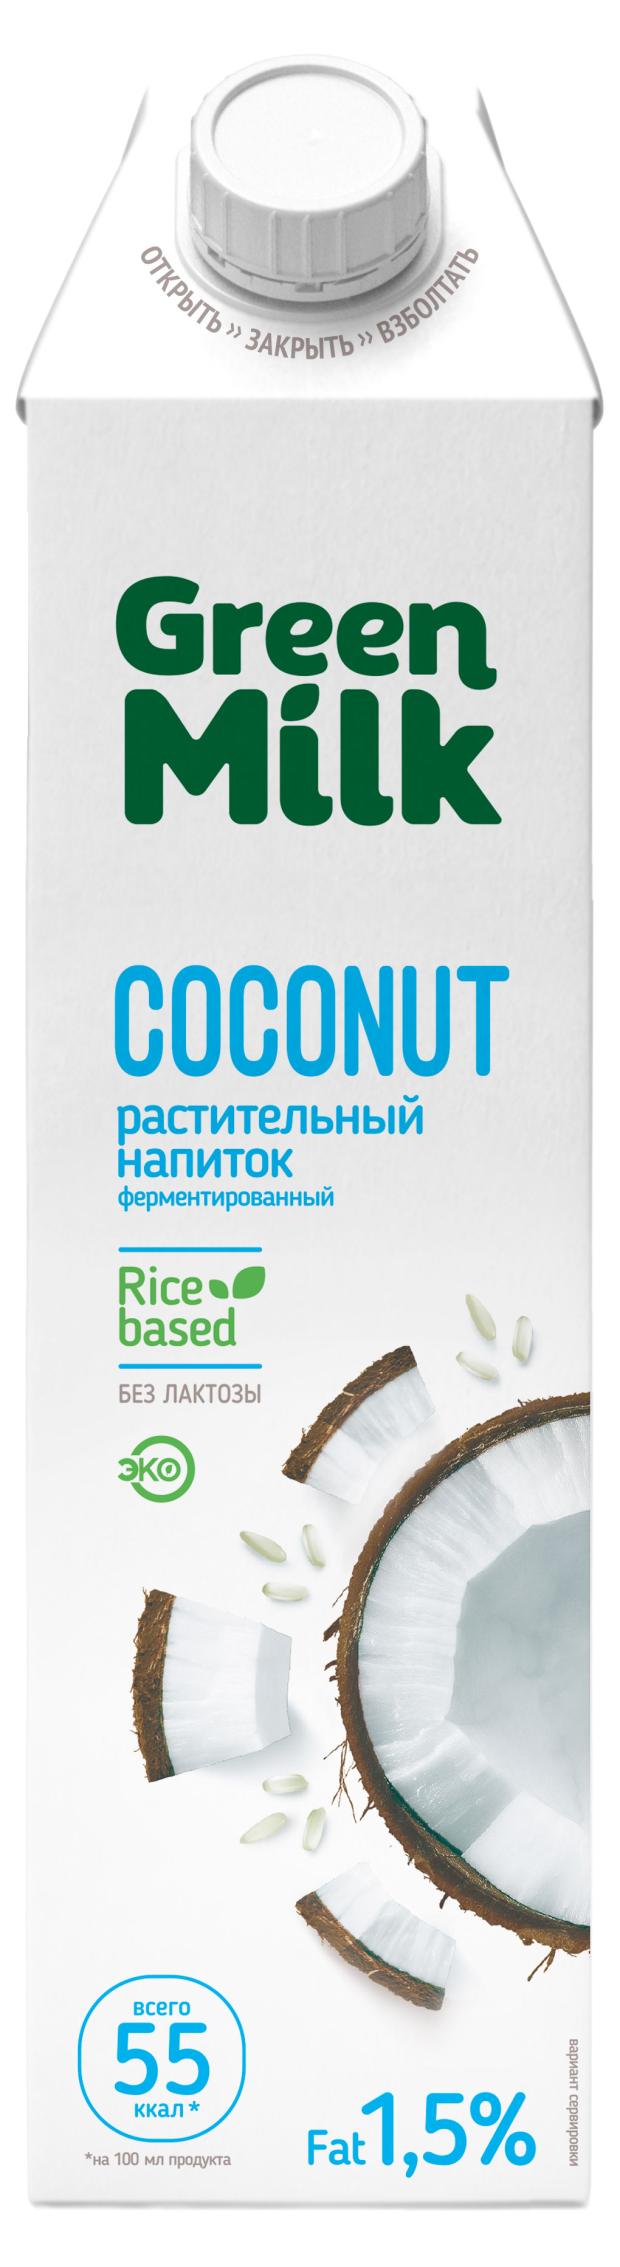 ОТКРЫТЬ » ЗАКРЫТЬ » ВЗБОЛТАТЬ
Green
Milk
COCONUT
растительный
напиток
ферментированный
Rice
based
БЕЗ ЛАКТОЗЫ
ЭКО
всего
55
ккал*
*на 100 мл продукта
Fat 1,5%
вариант сервировки